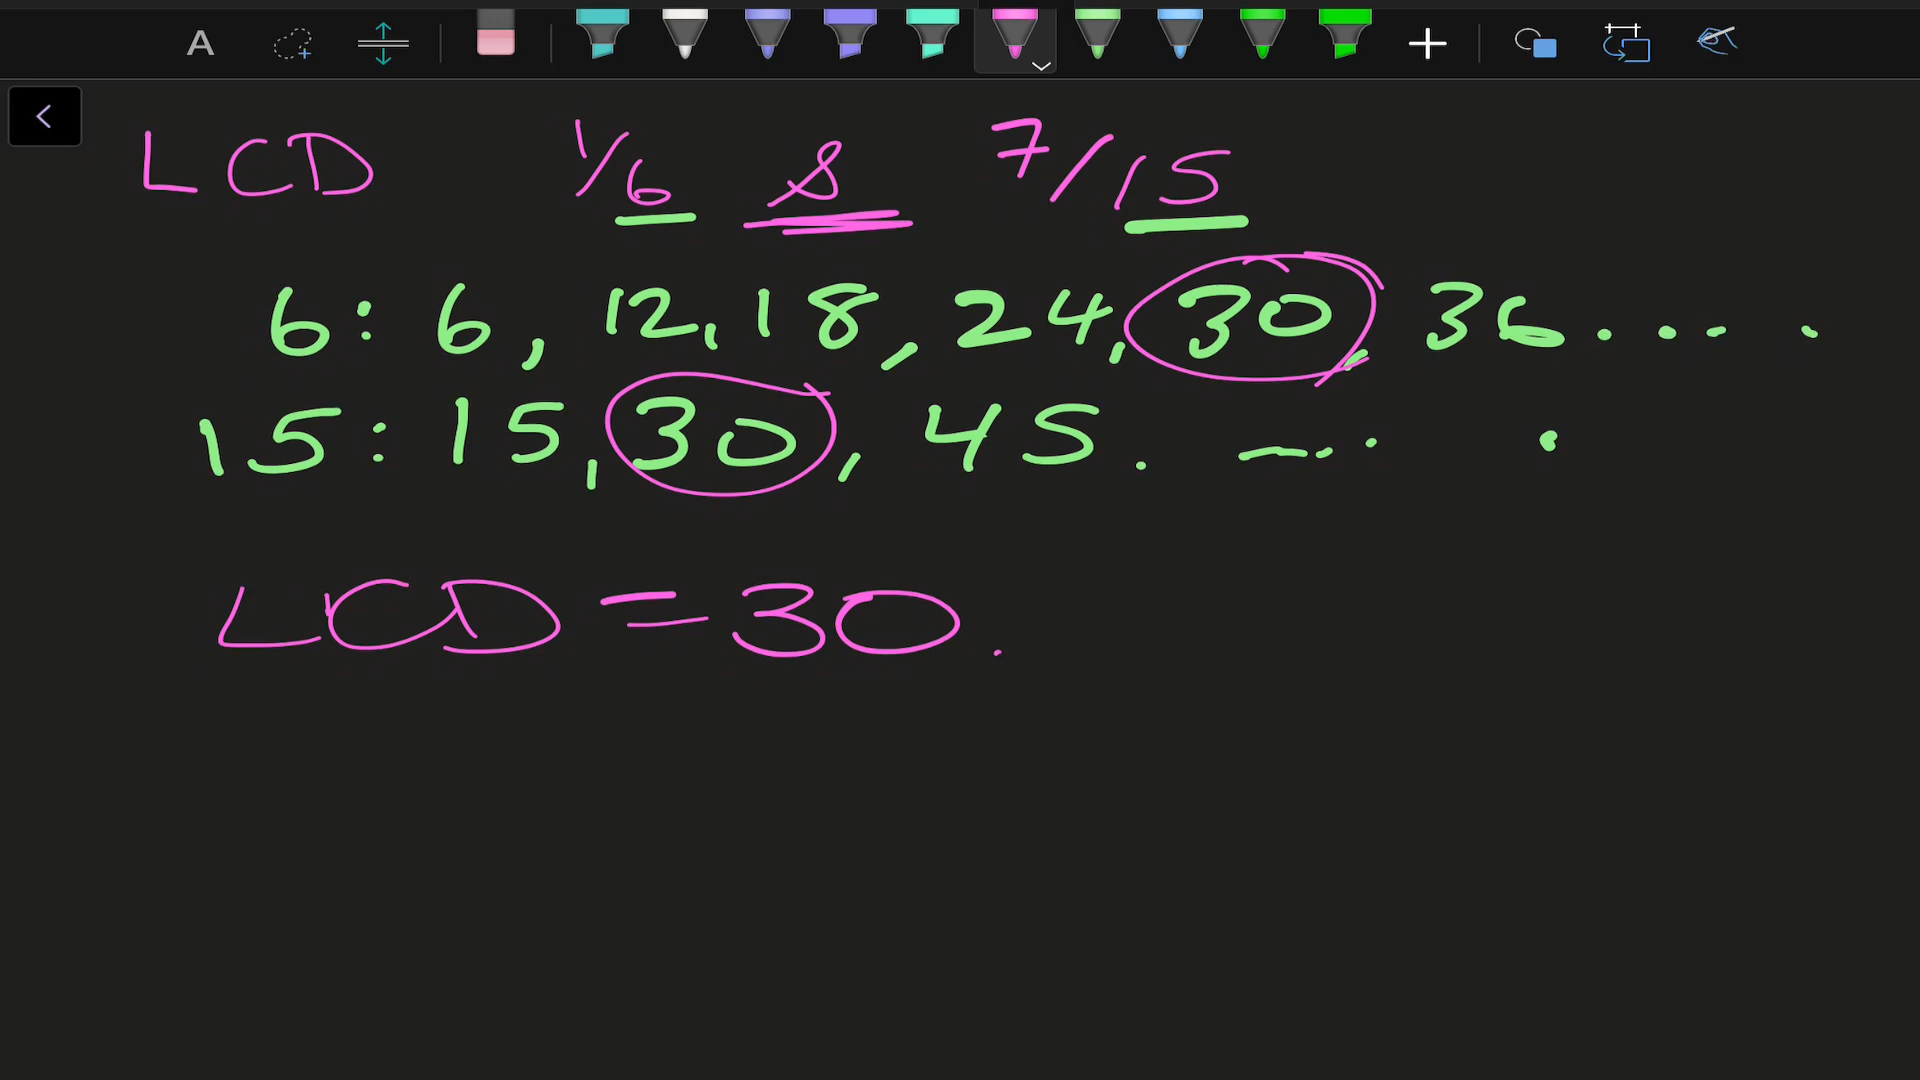 A
LCD 1/6 & 7/15
6: 6, 12, 18, 24, 30, 36.... .
15: 15, 30, 45. ---. .
LCD = 30.